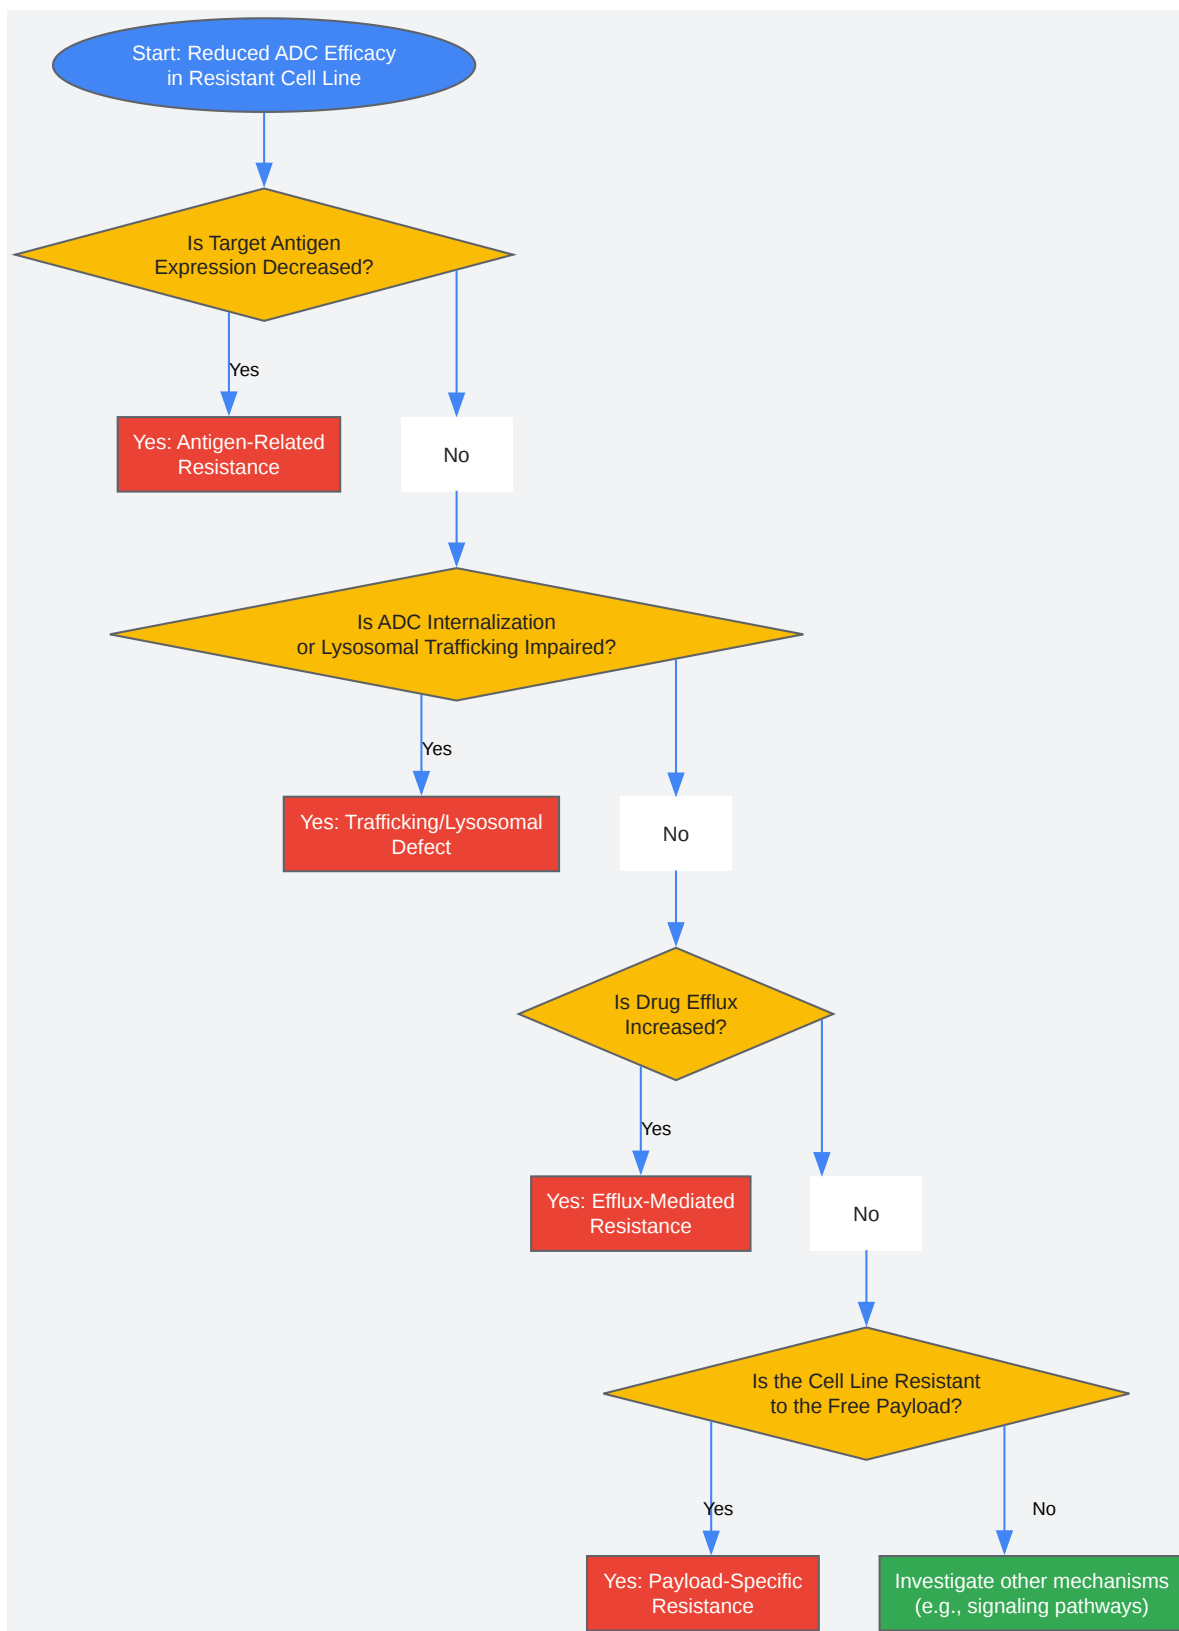 Start: Reduced ADC Efficacy
in Resistant Cell Line
Is Target Antigen
Expression Decreased?
Yes
Yes: Antigen-Related
Resistance
No
Is ADC Internalization
or Lysosomal Trafficking Impaired?
Yes
Yes: Trafficking/Lysosomal
Defect
No
Is Drug Efflux
Increased?
Yes
Yes: Efflux-Mediated
Resistance
No
Is the Cell Line Resistant
to the Free Payload?
Yes
No
Yes: Payload-Specific
Resistance
Investigate other mechanisms
(e.g., signaling pathways)